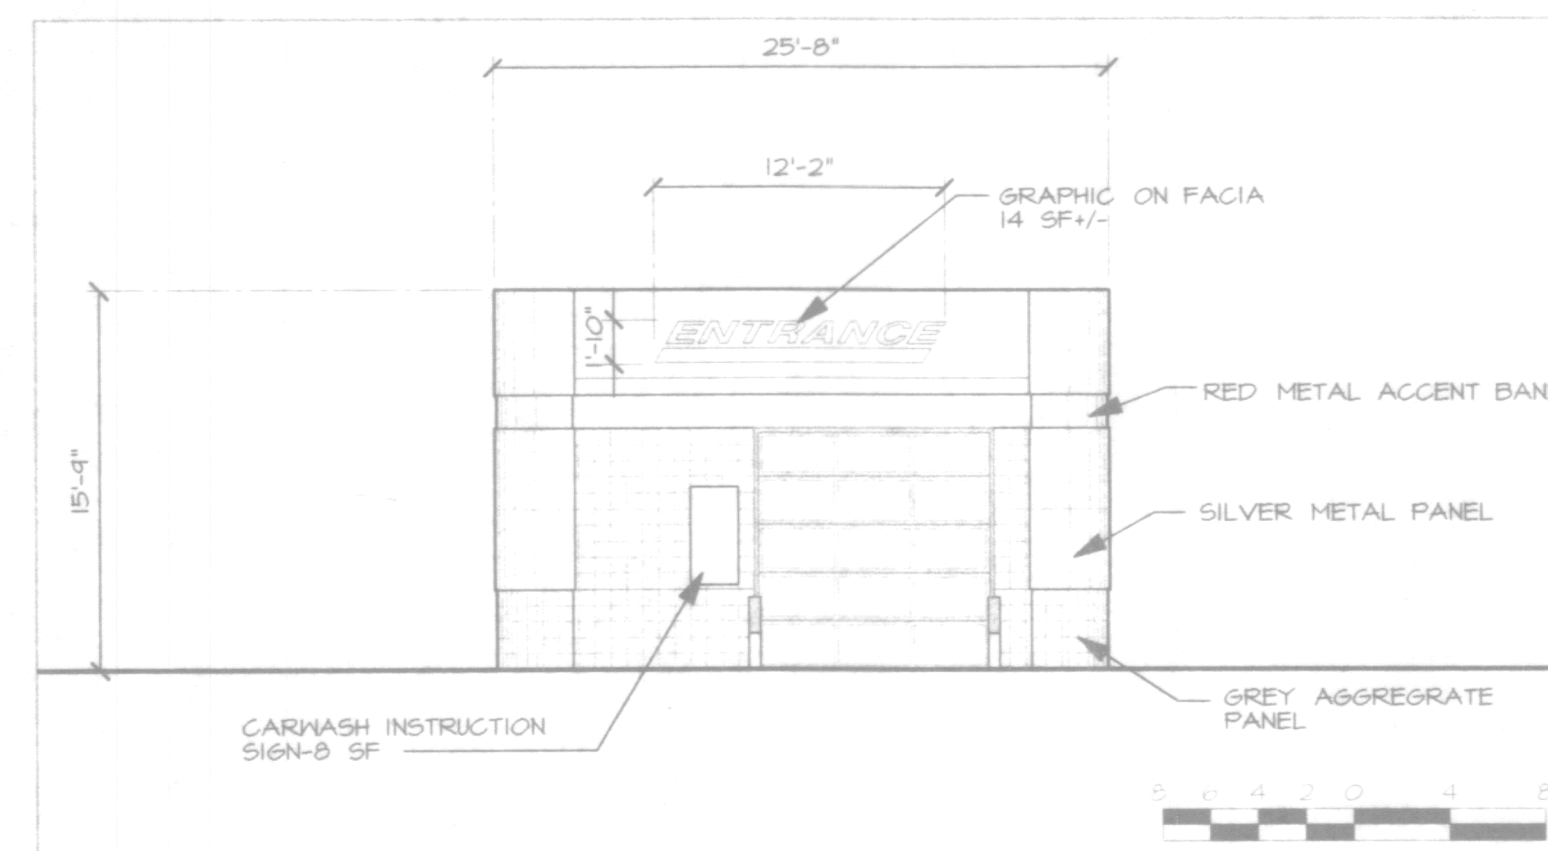 25'-8"
12'-2"
GRAPHIC ON FACIA
14 SF+/-
1'-10"
ENTRANCE
RED METAL ACCENT BAN
15'-9"
SILVER METAL PANEL
GREY AGGREGRATE
PANEL
CARWASH INSTRUCTION
SIGN-8 SF
8 6 4 2 0 4 8